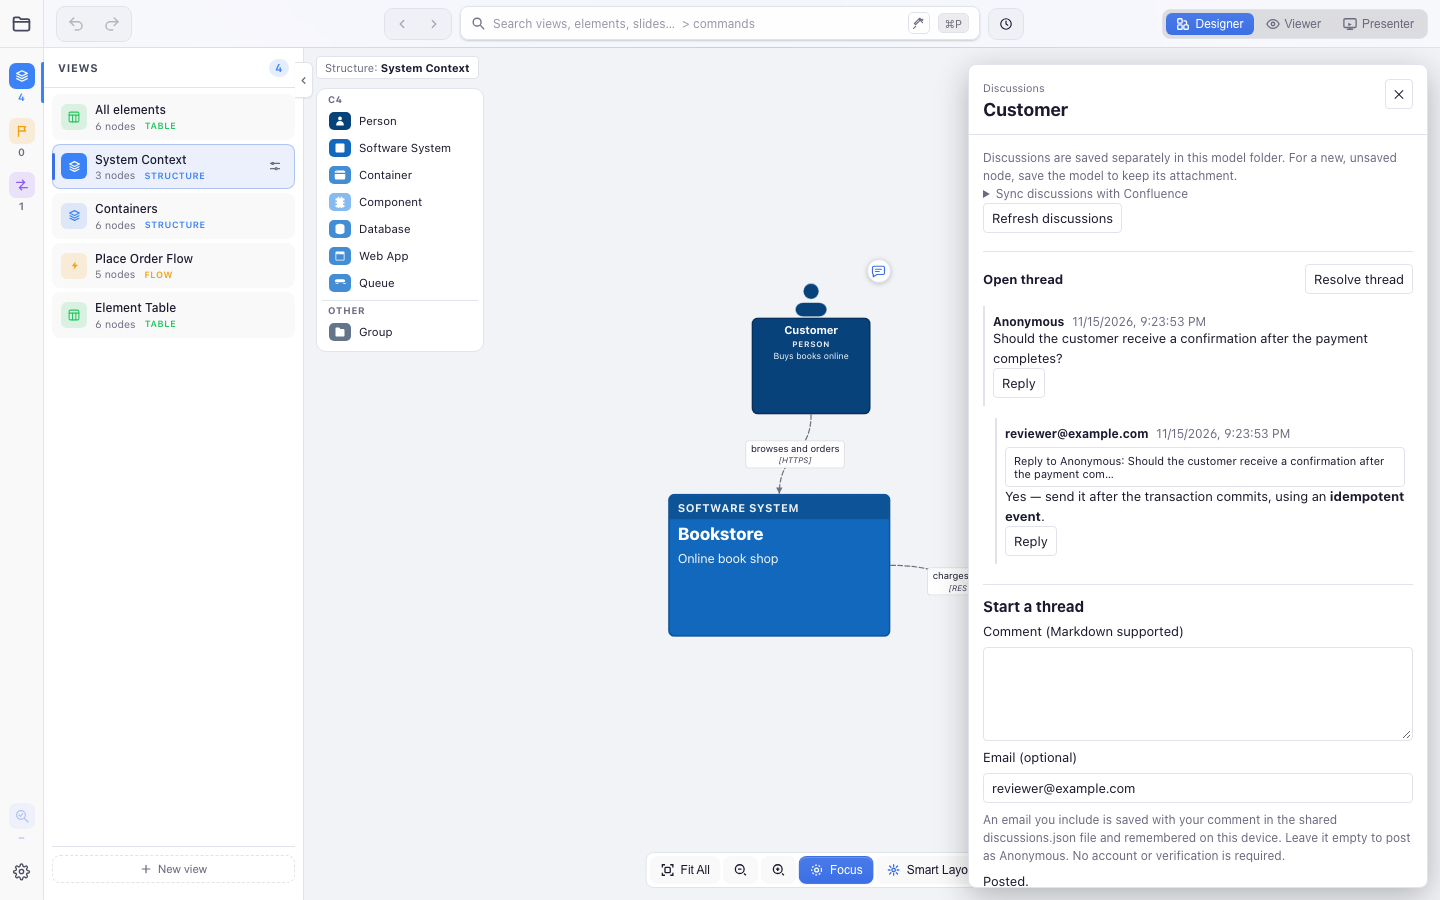 Search views, elements, slides... > commands
⌘P
Designer
Viewer
Presenter
4
0
1
–
VIEWS
4
All elements
6 nodes TABLE
System Context
3 nodes STRUCTURE
Containers
6 nodes STRUCTURE
Place Order Flow
5 nodes FLOW
Element Table
6 nodes TABLE
+ New view
Structure: System Context
C4
Person
Software System
Container
Component
Database
Web App
Queue
OTHER
Group
Customer
PERSON
Buys books online
browses and orders
[HTTPS]
SOFTWARE SYSTEM
Bookstore
Online book shop
charges
[RES
Fit All
Focus
Smart Layo
Discussions
Customer
Discussions are saved separately in this model folder. For a new, unsaved
node, save the model to keep its attachment.
Sync discussions with Confluence
Refresh discussions
Open thread
Resolve thread
Anonymous 11/15/2026, 9:23:53 PM
Should the customer receive a confirmation after the payment
completes?
Reply
reviewer@example.com 11/15/2026, 9:23:53 PM
Reply to Anonymous: Should the customer receive a confirmation after
the payment com...
Yes — send it after the transaction commits, using an idempotent
event.
Reply
Start a thread
Comment (Markdown supported)
Email (optional)
reviewer@example.com
An email you include is saved with your comment in the shared
discussions.json file and remembered on this device. Leave it empty to post
as Anonymous. No account or verification is required.
Posted.